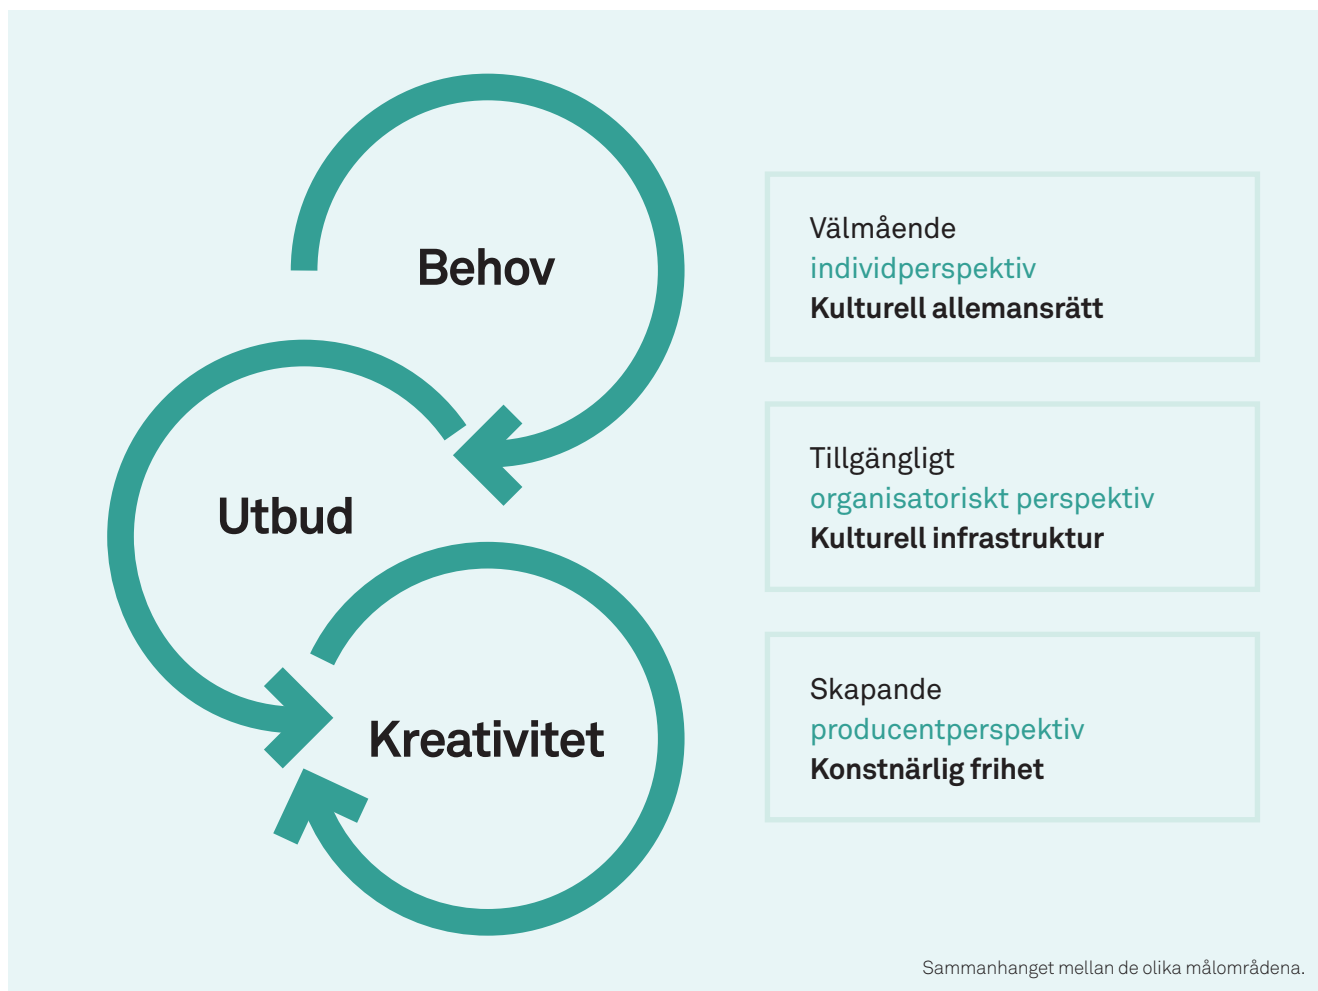 Behov
Välmående
individperspektiv
Kulturell allemansrätt
Utbud
Tillgängligt
organisatoriskt perspektiv
Kulturell infrastruktur
Kreativitet
Skapande
producentperspektiv
Konstnärlig frihet
Sammanhanget mellan de olika målområdena.